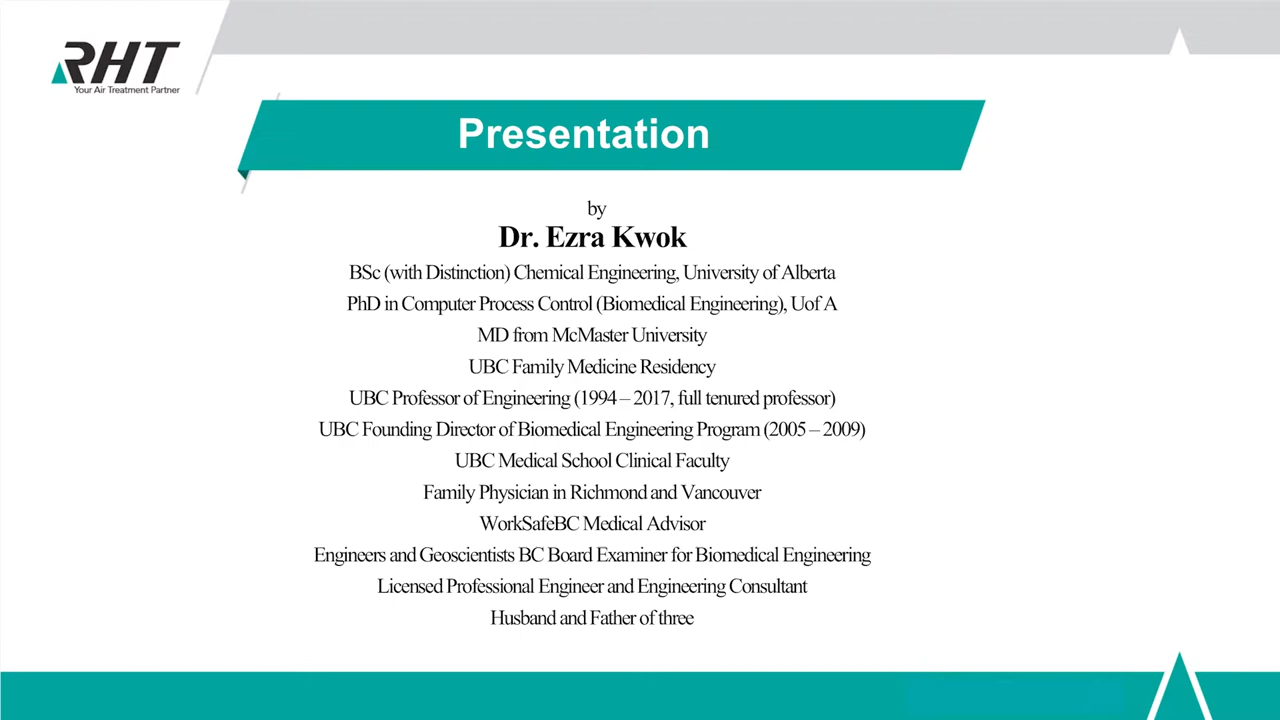 RHT
Your Air Treatment Partner
Presentation
by
Dr. Ezra Kwok
BSc (with Distinction) Chemical Engineering, University of Alberta
PhD in Computer Process Control (Biomedical Engineering), Uof A
MD from McMaster University
UBC Family Medicine Residency
UBC Professor of Engineering (1994 – 2017, full tenured professor)
UBC Founding Director of Biomedical Engineering Program (2005 – 2009)
UBC Medical School Clinical Faculty
Family Physician in Richmond and Vancouver
WorkSafeBC Medical Advisor
Engineers and Geoscientists BC Board Examiner for Biomedical Engineering
Licensed Professional Engineer and Engineering Consultant
Husband and Father of three